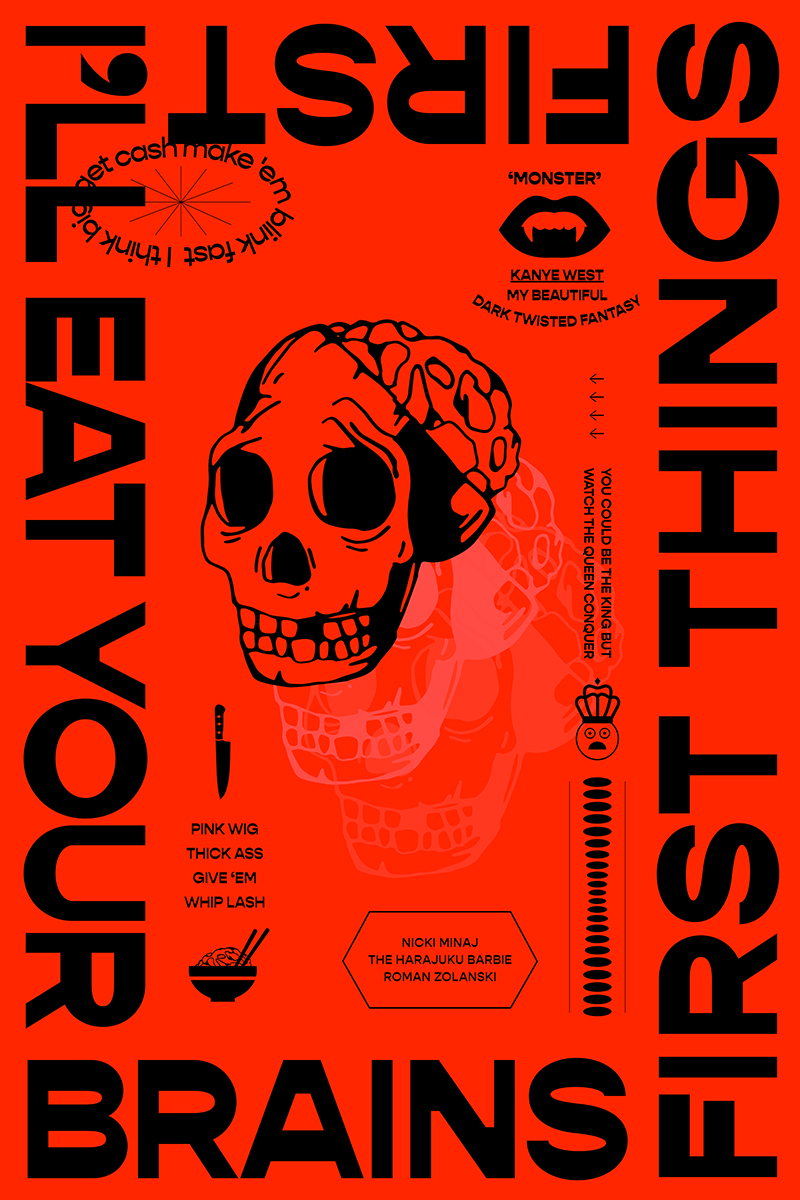 FIRST THINGS
FIRST
I’LL EAT YOUR
BRAINS
get cash make 'em blink fast I think big
‘MONSTER’
KANYE WEST
MY BEAUTIFUL
DARK TWISTED FANTASY
YOU COULD BE THE KING BUT
WATCH THE QUEEN CONQUER
PINK WIG
THICK ASS
GIVE ‘EM
WHIP LASH
NICKI MINAJ
THE HARAJUKU BARBIE
ROMAN ZOLANSKI